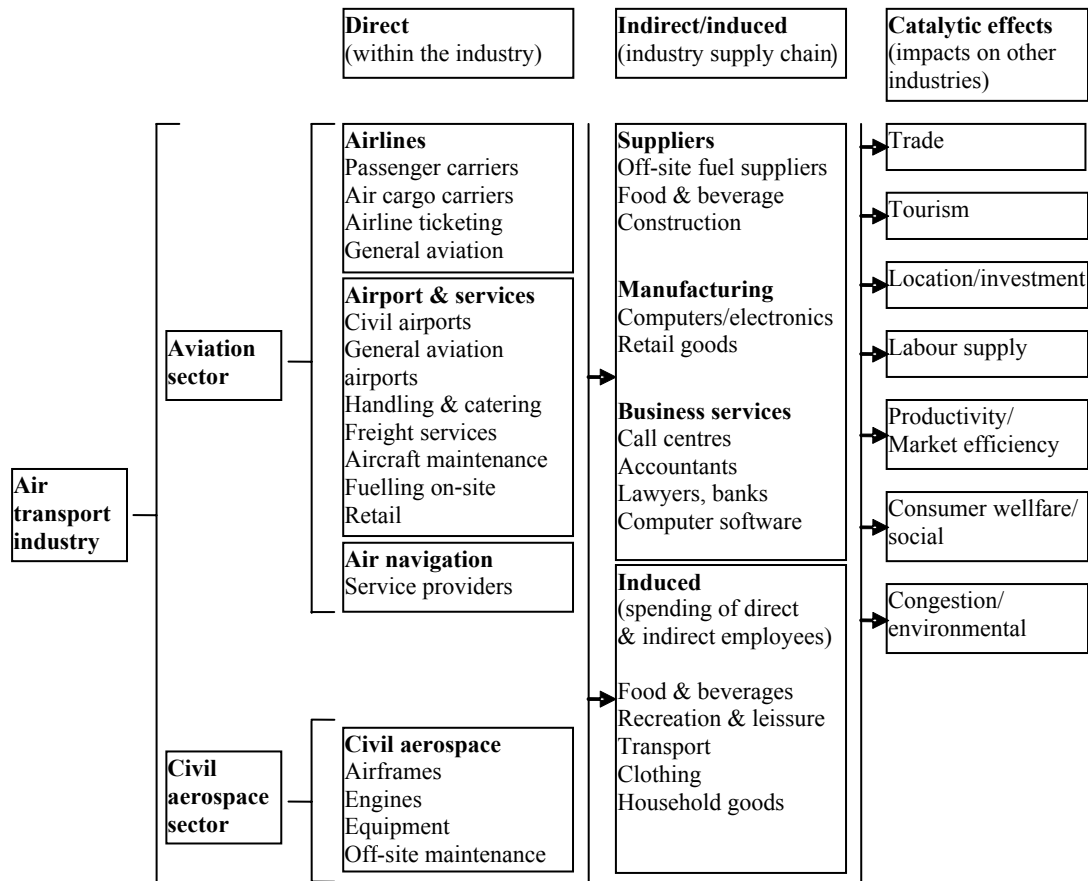 Direct
(within the industry)
Indirect/induced
(industry supply chain)
Catalytic effects
(impacts on other
industries)
Air
transport
industry
Aviation
sector
Civil
aerospace
sector
Airlines
Passenger carriers
Air cargo carriers
Airline ticketing
General aviation
Airport & services
Civil airports
General aviation
airports
Handling & catering
Freight services
Aircraft maintenance
Fuelling on-site
Retail
Air navigation
Service providers
Civil aerospace
Airframes
Engines
Equipment
Off-site maintenance
Suppliers
Off-site fuel suppliers
Food & beverage
Construction
Manufacturing
Computers/electronics
Retail goods
Business services
Call centres
Accountants
Lawyers, banks
Computer software
Induced
(spending of direct
& indirect employees)
Food & beverages
Recreation & leissure
Transport
Clothing
Household goods
Trade
Tourism
Location/investment
Labour supply
Productivity/
Market efficiency
Consumer wellfare/
social
Congestion/
environmental